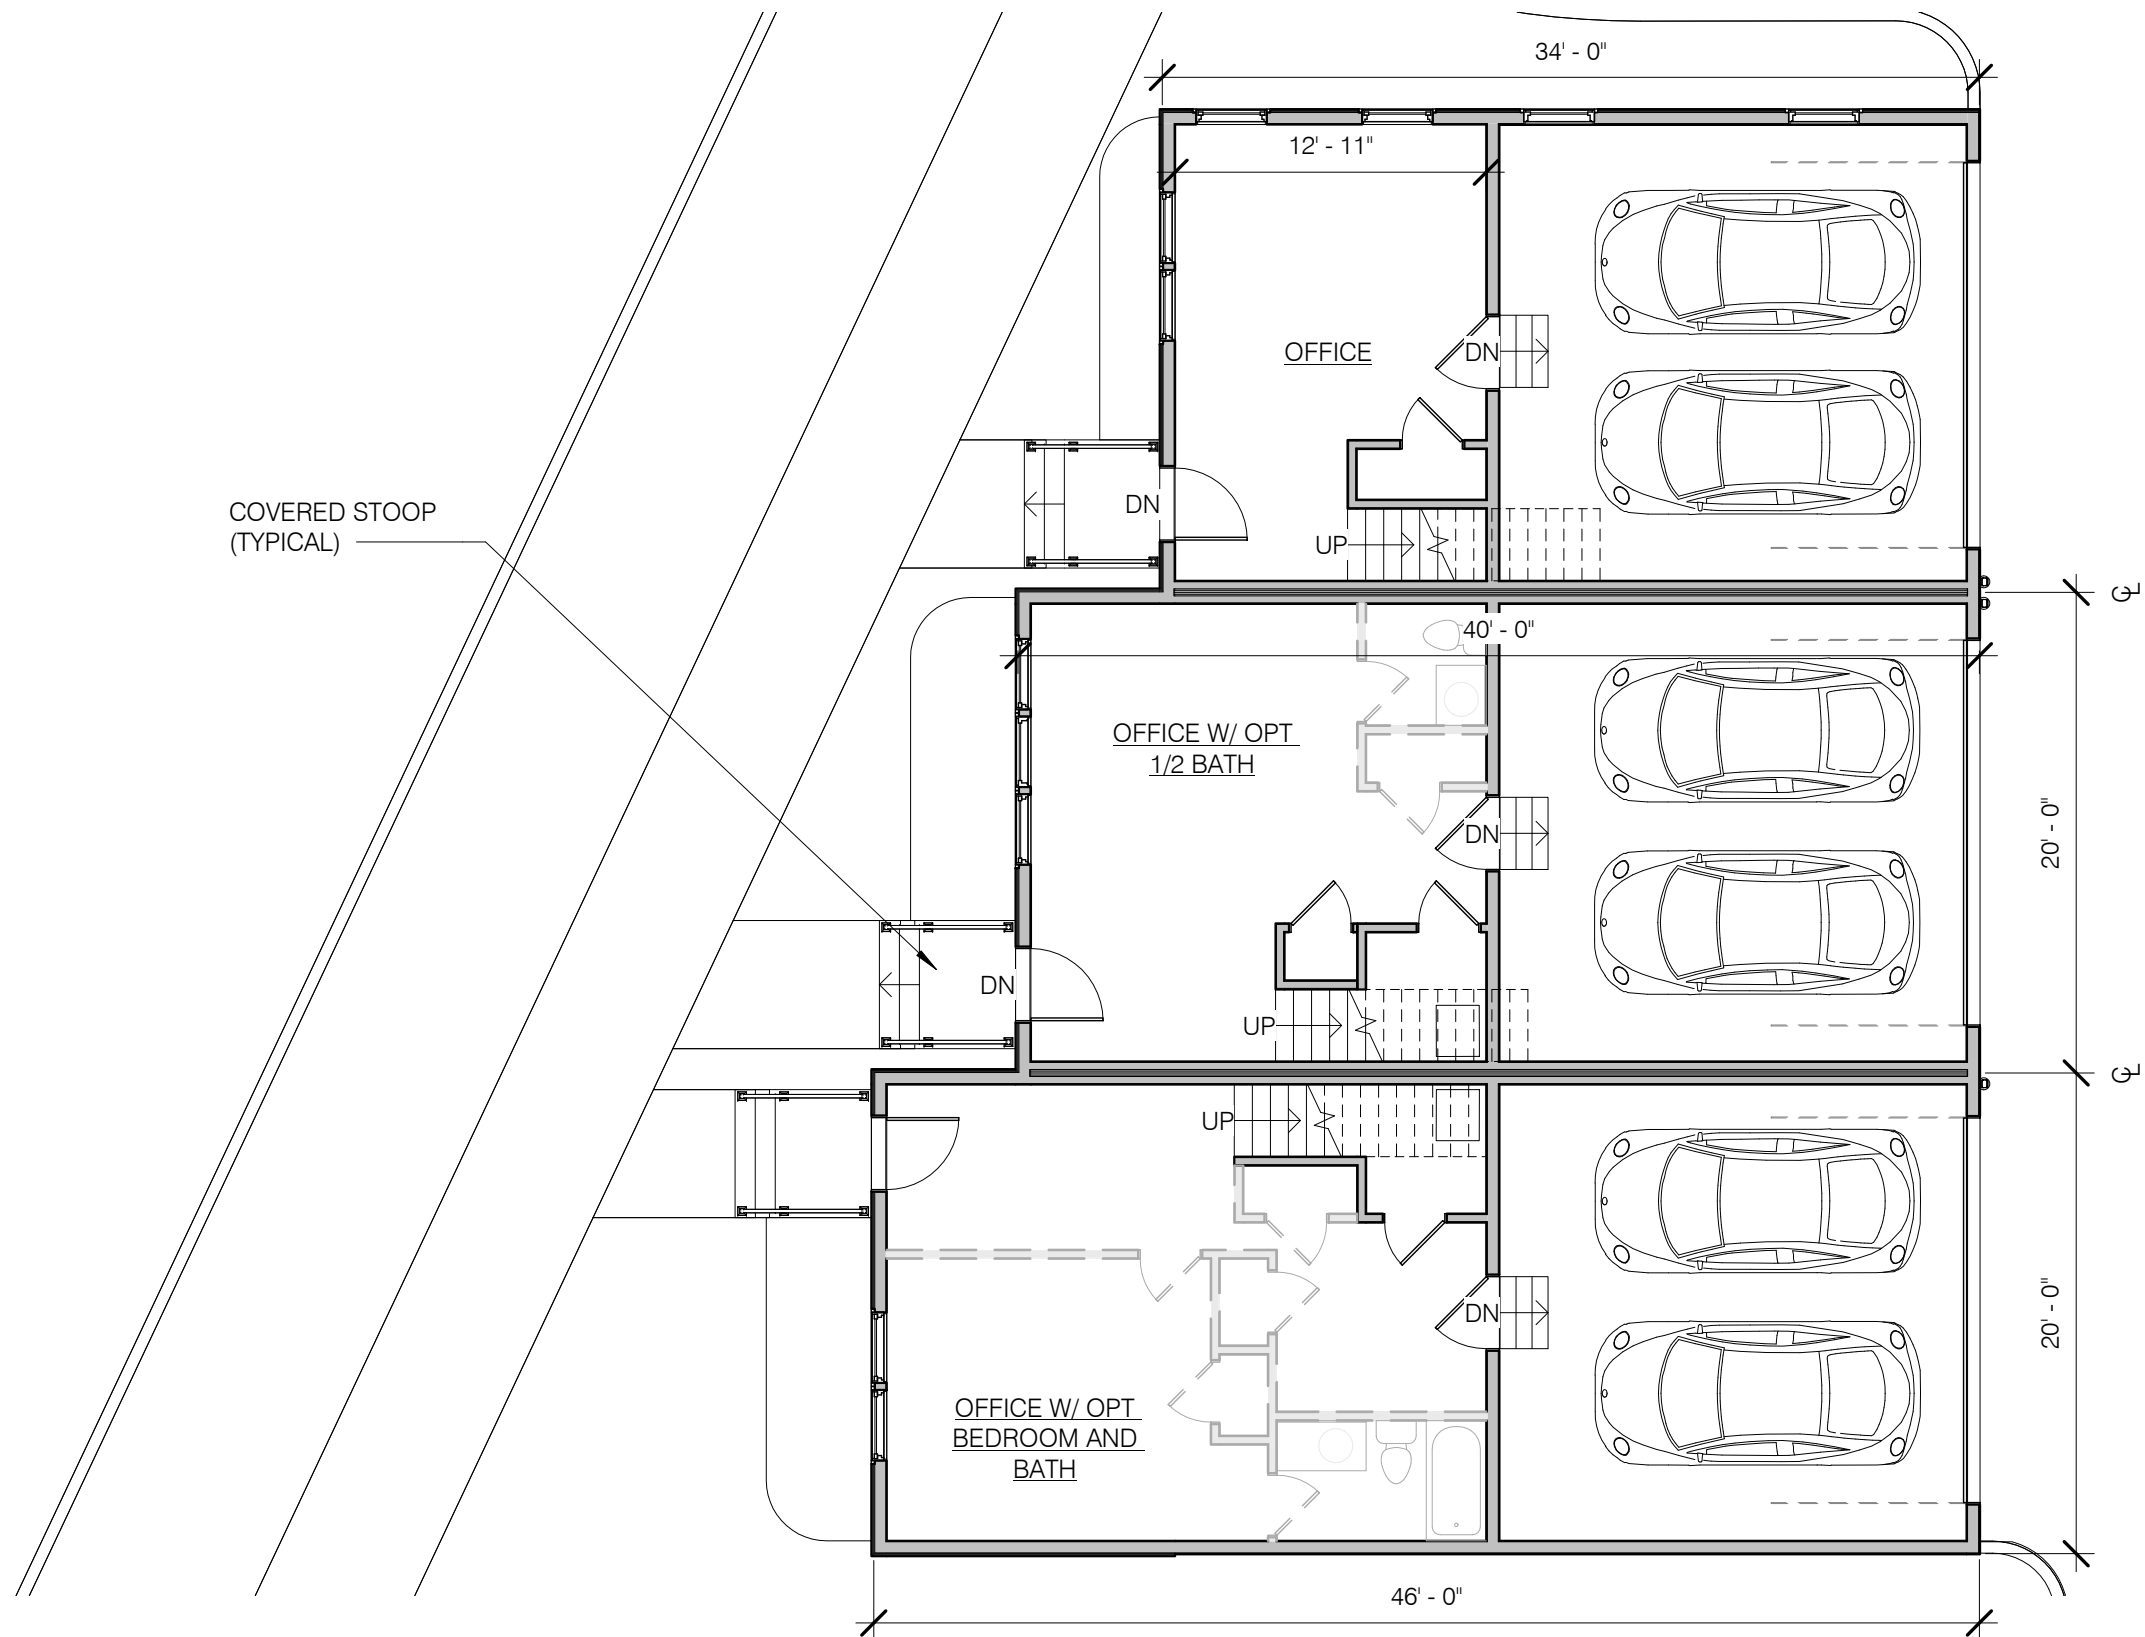 34' - 0"
12' - 11"
OFFICE
DN
COVERED STOOP
(TYPICAL)
DN
UP
℄
40' - 0"
OFFICE W/ OPT
1/2 BATH
DN
20' - 0"
DN
UP
℄
UP
DN
20' - 0"
OFFICE W/ OPT
BEDROOM AND
BATH
46' - 0"